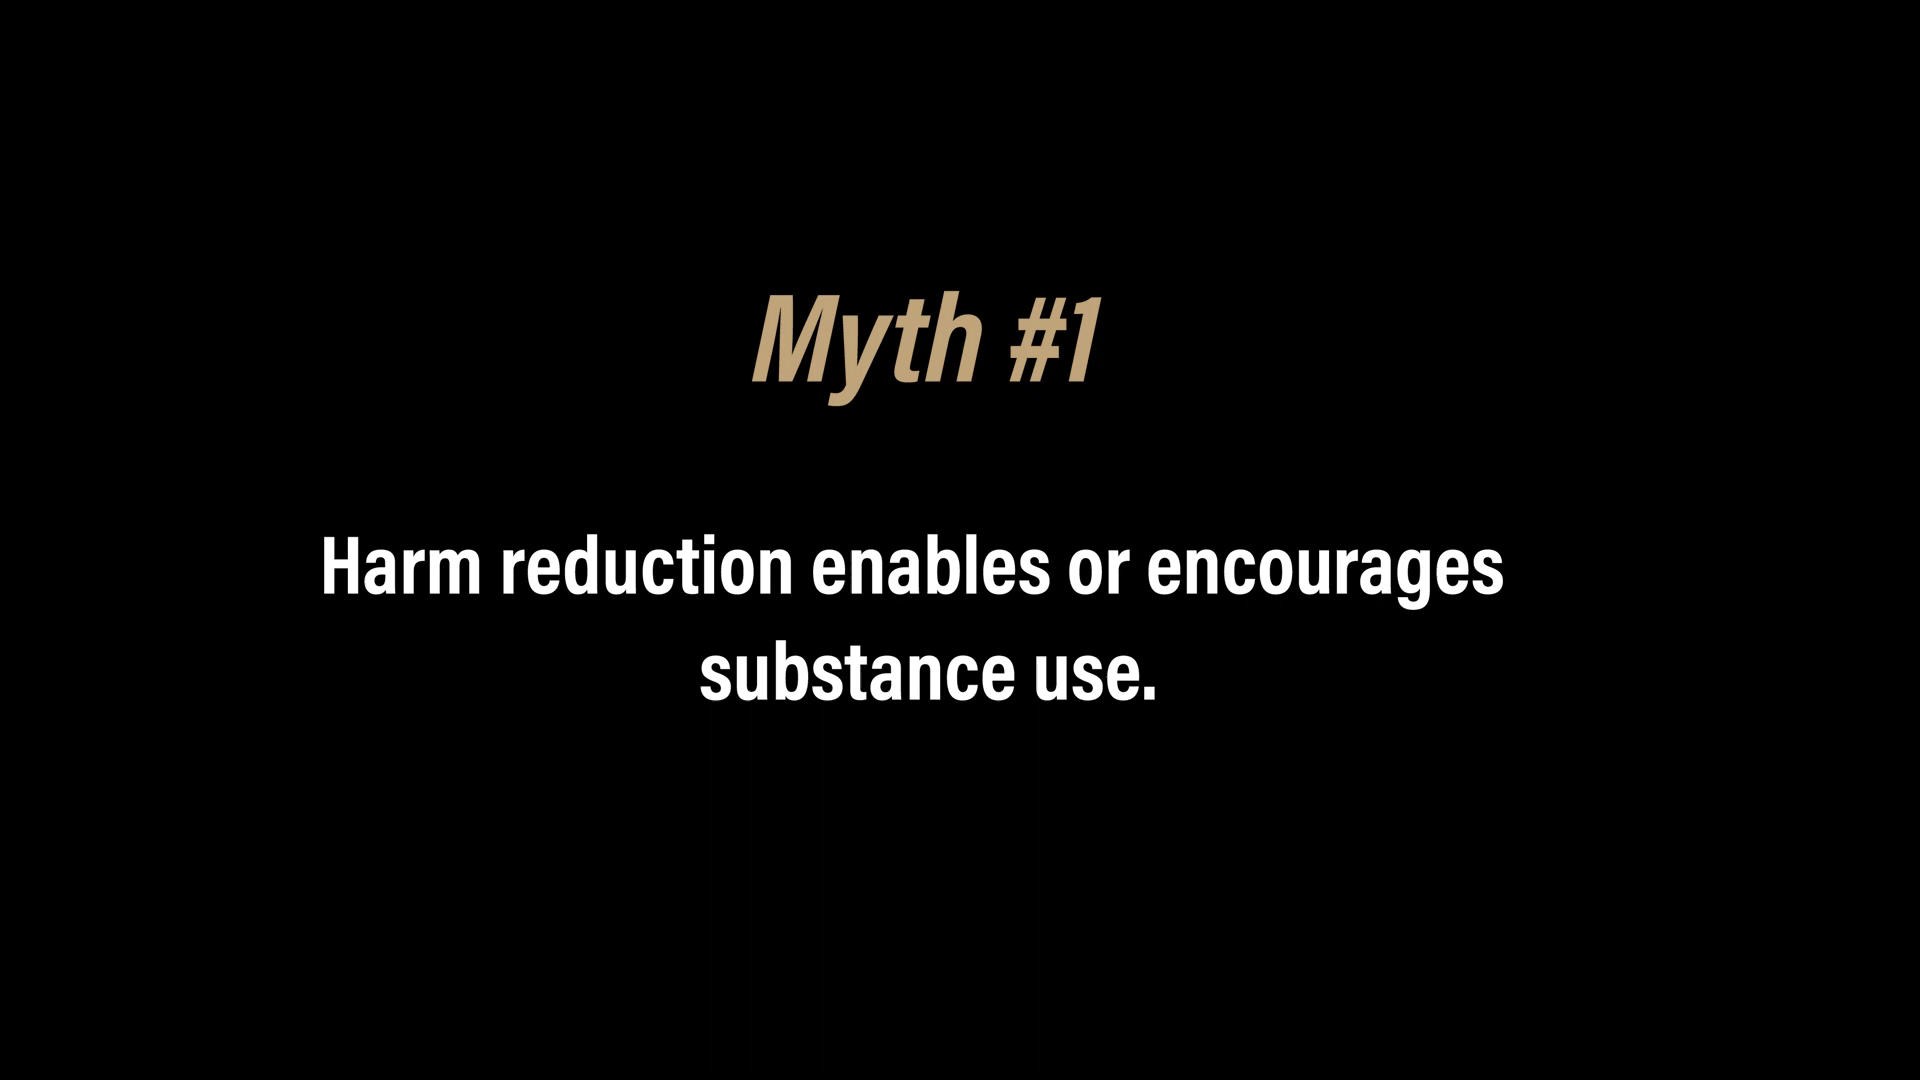 Myth #1
Harm reduction enables or encourages
substance use.